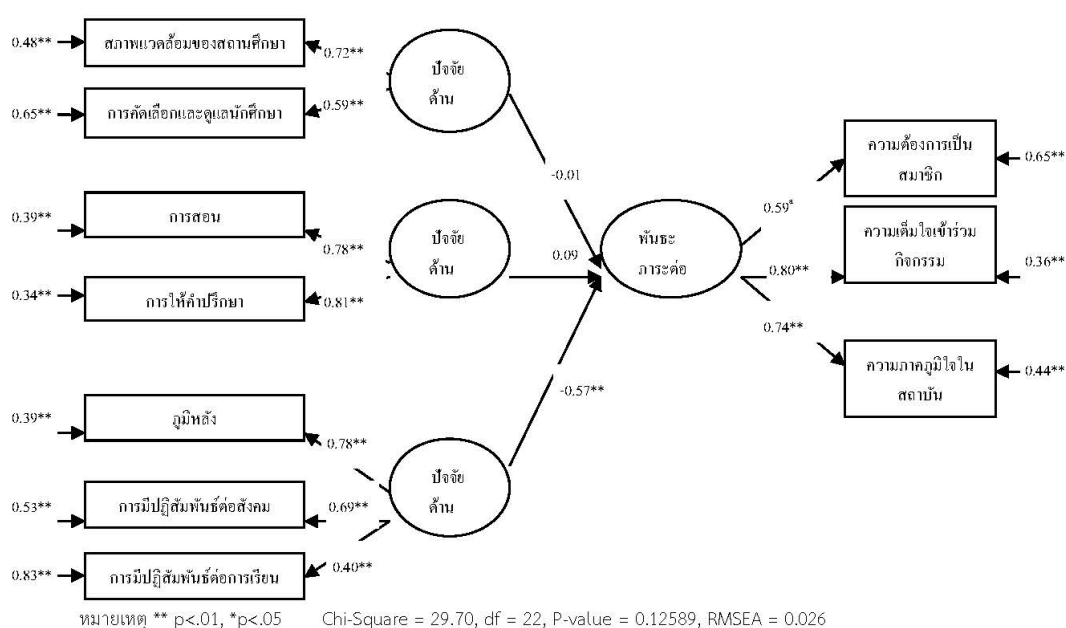 0.48**
สภาพแวดล้อมของสถานศึกษา
0.72**
0.65**
การคัดเลือกและดูแลนักศึกษา
0.59**
ปัจจัย
ด้าน
0.39**
การสอน
0.78**
0.34**
การให้คำปรึกษา
0.81**
ปัจจัย
ด้าน
0.39**
ภูมิหลัง
0.78**
0.53**
การมีปฏิสัมพันธ์ต่อสังคม
0.69**
0.83**
การมีปฏิสัมพันธ์ต่อการเรียน
0.40**
ปัจจัย
ด้าน
-0.01
0.09
-0.57**
พันธะ
ภาระต่อ
0.59*
0.80**
0.74**
ความต้องการเป็น
สมาชิก
0.65**
ความเต็มใจเข้าร่วม
กิจกรรม
0.36**
ความภาคภูมิใจใน
สถาบัน
0.44**
หมายเหตุ ** p<.01, *p<.05 Chi-Square = 29.70, df = 22, P-value = 0.12589, RMSEA = 0.026